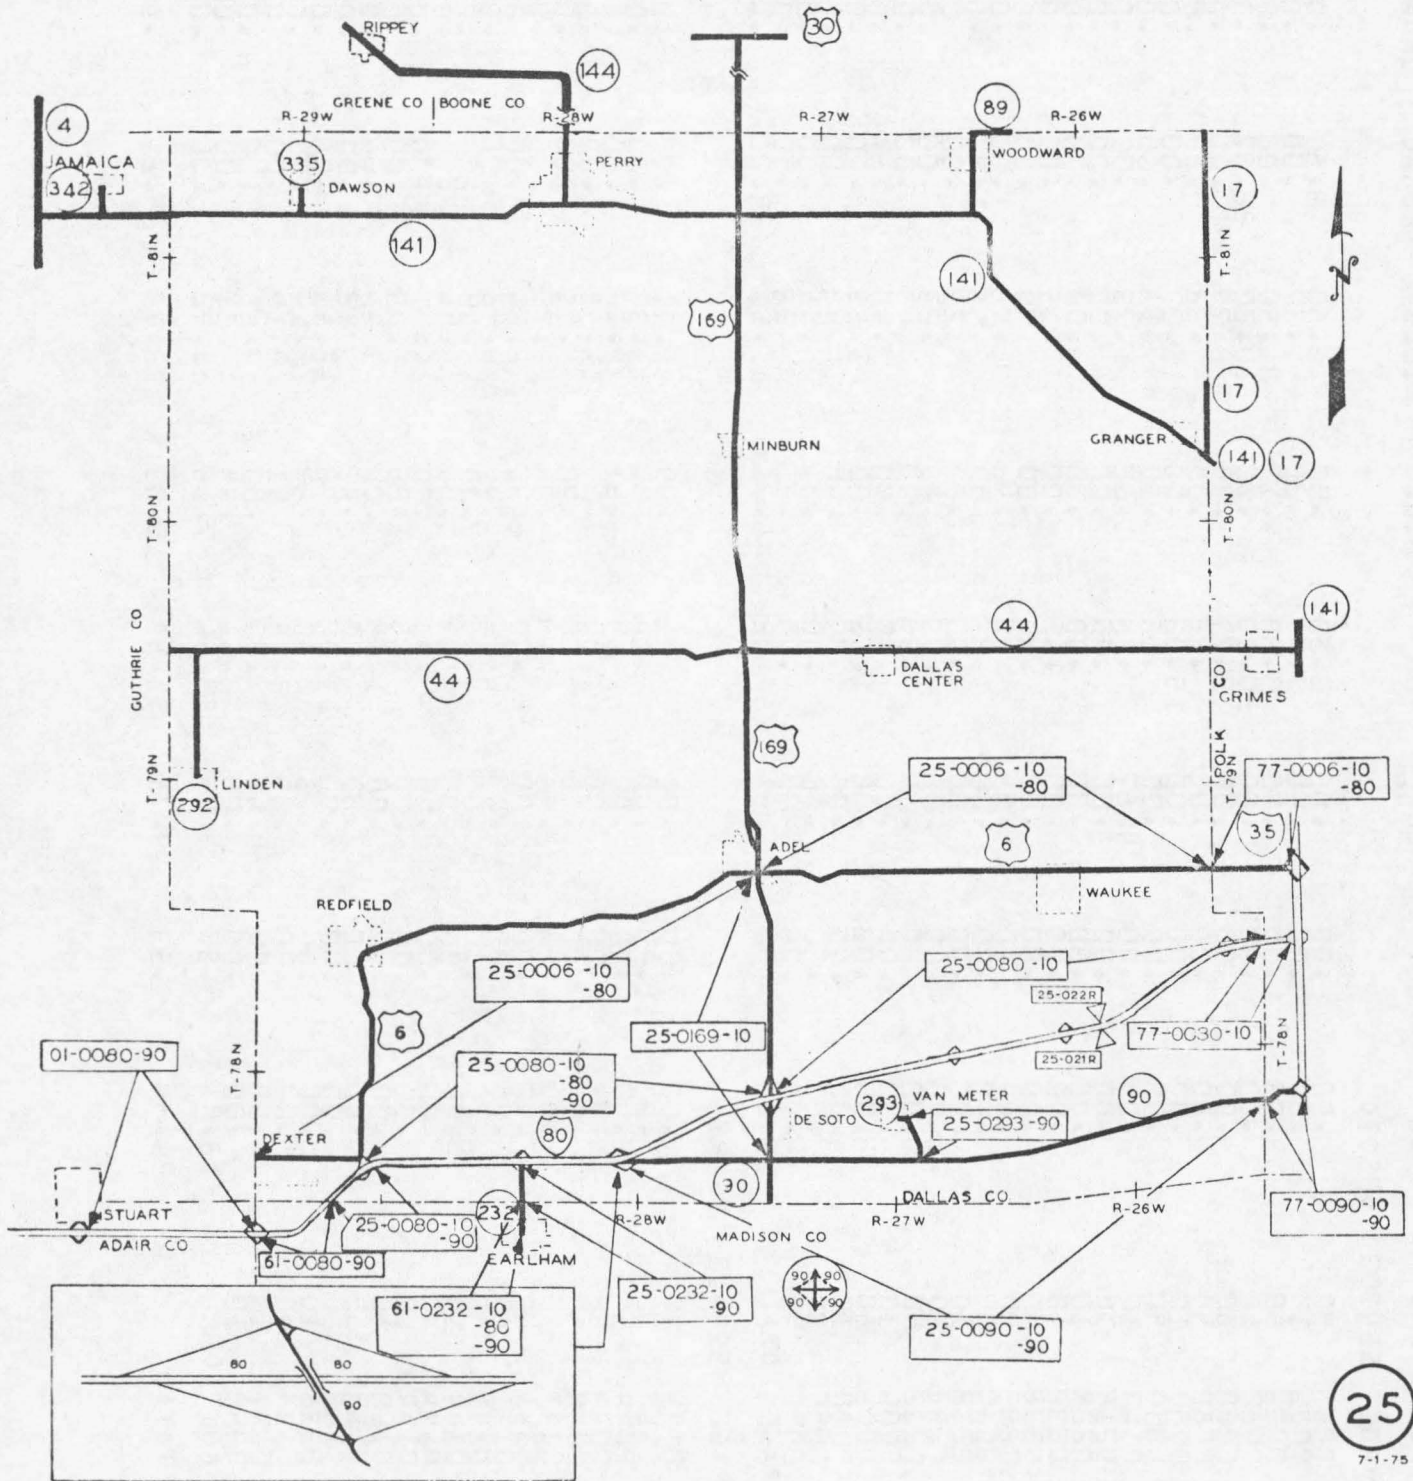 RIPPEY
30
144
GREENE CO
BOONE CO
R-29W
R-28W
R-27W
R-26W
89
4
JAMAICA
342
335
DAWSON
PERRY
WOODWARD
17
141
T-81N
T-81N
141
169
N
17
MINBURN
GRANGER
141
17
T-80N
T-80N
GUTHRIE CO
44
141
44
DALLAS
CENTER
GRIMES
POLK CO
169
T-79N
T-79N
LINDEN
292
25-0006-10
-80
77-0006-10
-80
35
6
ADEL
WAUKEE
REDFIELD
25-0006-10
-80
25-0080-10
25-022R
6
25-0169-10
77-0030-10
25-021R
01-0080-90
T-78N
T-78N
25-0080-10
-80
-90
293
VAN METER
90
DE SOTO
25-0293-90
DEXTER
80
30
DALLAS CO
STUART
ADAIR CO
25-0080-10
-90
232
R-28W
R-27W
R-26W
77-0090-10
-90
61-0080-90
EARLHAM
MADISON CO
25-0232-10
-90
90
90
90
90
61-0232-10
-80
-90
25-0090-10
-90
80
80
90
25
7-1-75